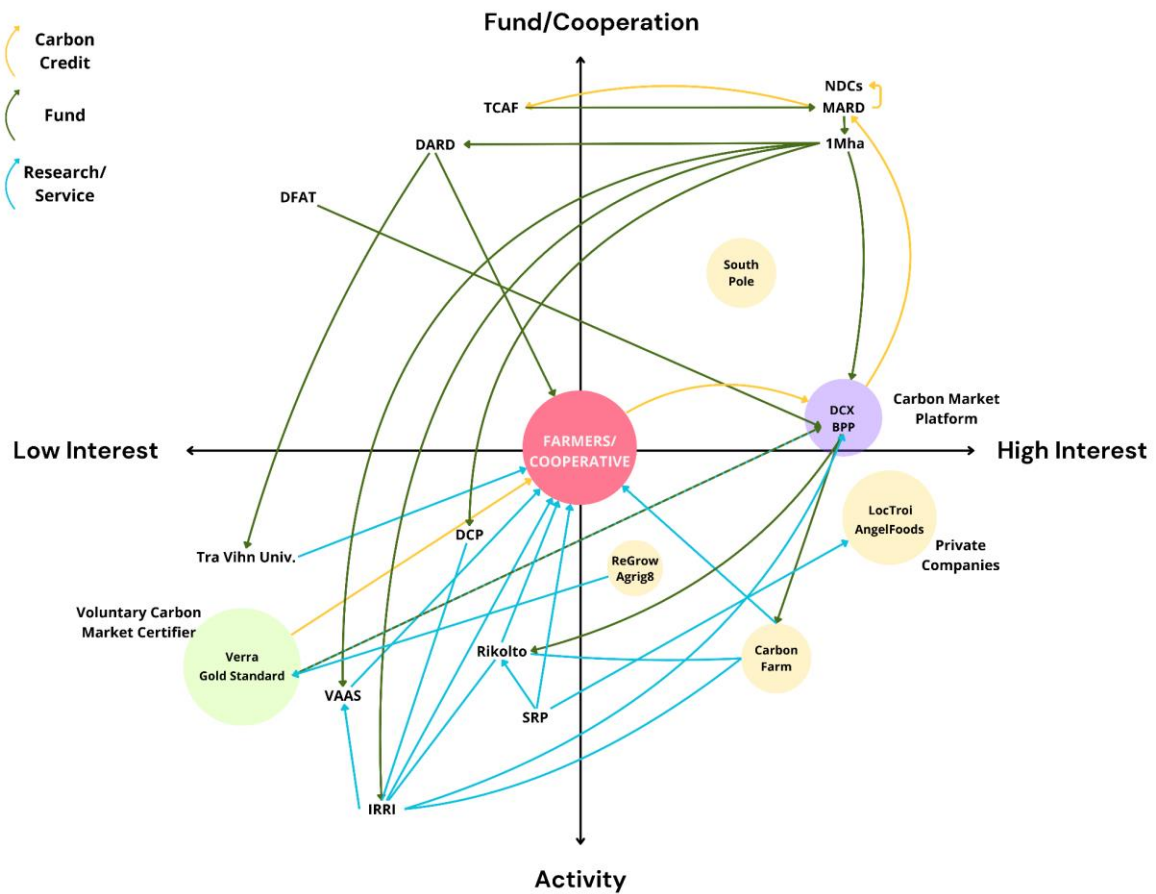 Fund/Cooperation
Carbon
Credit
Fund
Research/
Service
NDCs
TCAF
MARD
DARD
1Mha
DFAT
South
Pole
DCX
BPP
Carbon Market
Platform
Low Interest
FARMERS/
COOPERATIVE
High Interest
LocTroi
AngelFoods
Private
Companies
DCP
Tra Vihn Univ.
ReGrow
Agrig8
Voluntary Carbon
Market Certifier
Verra
Gold Standard
Rikolto
Carbon
Farm
VAAS
SRP
IRRI
Activity